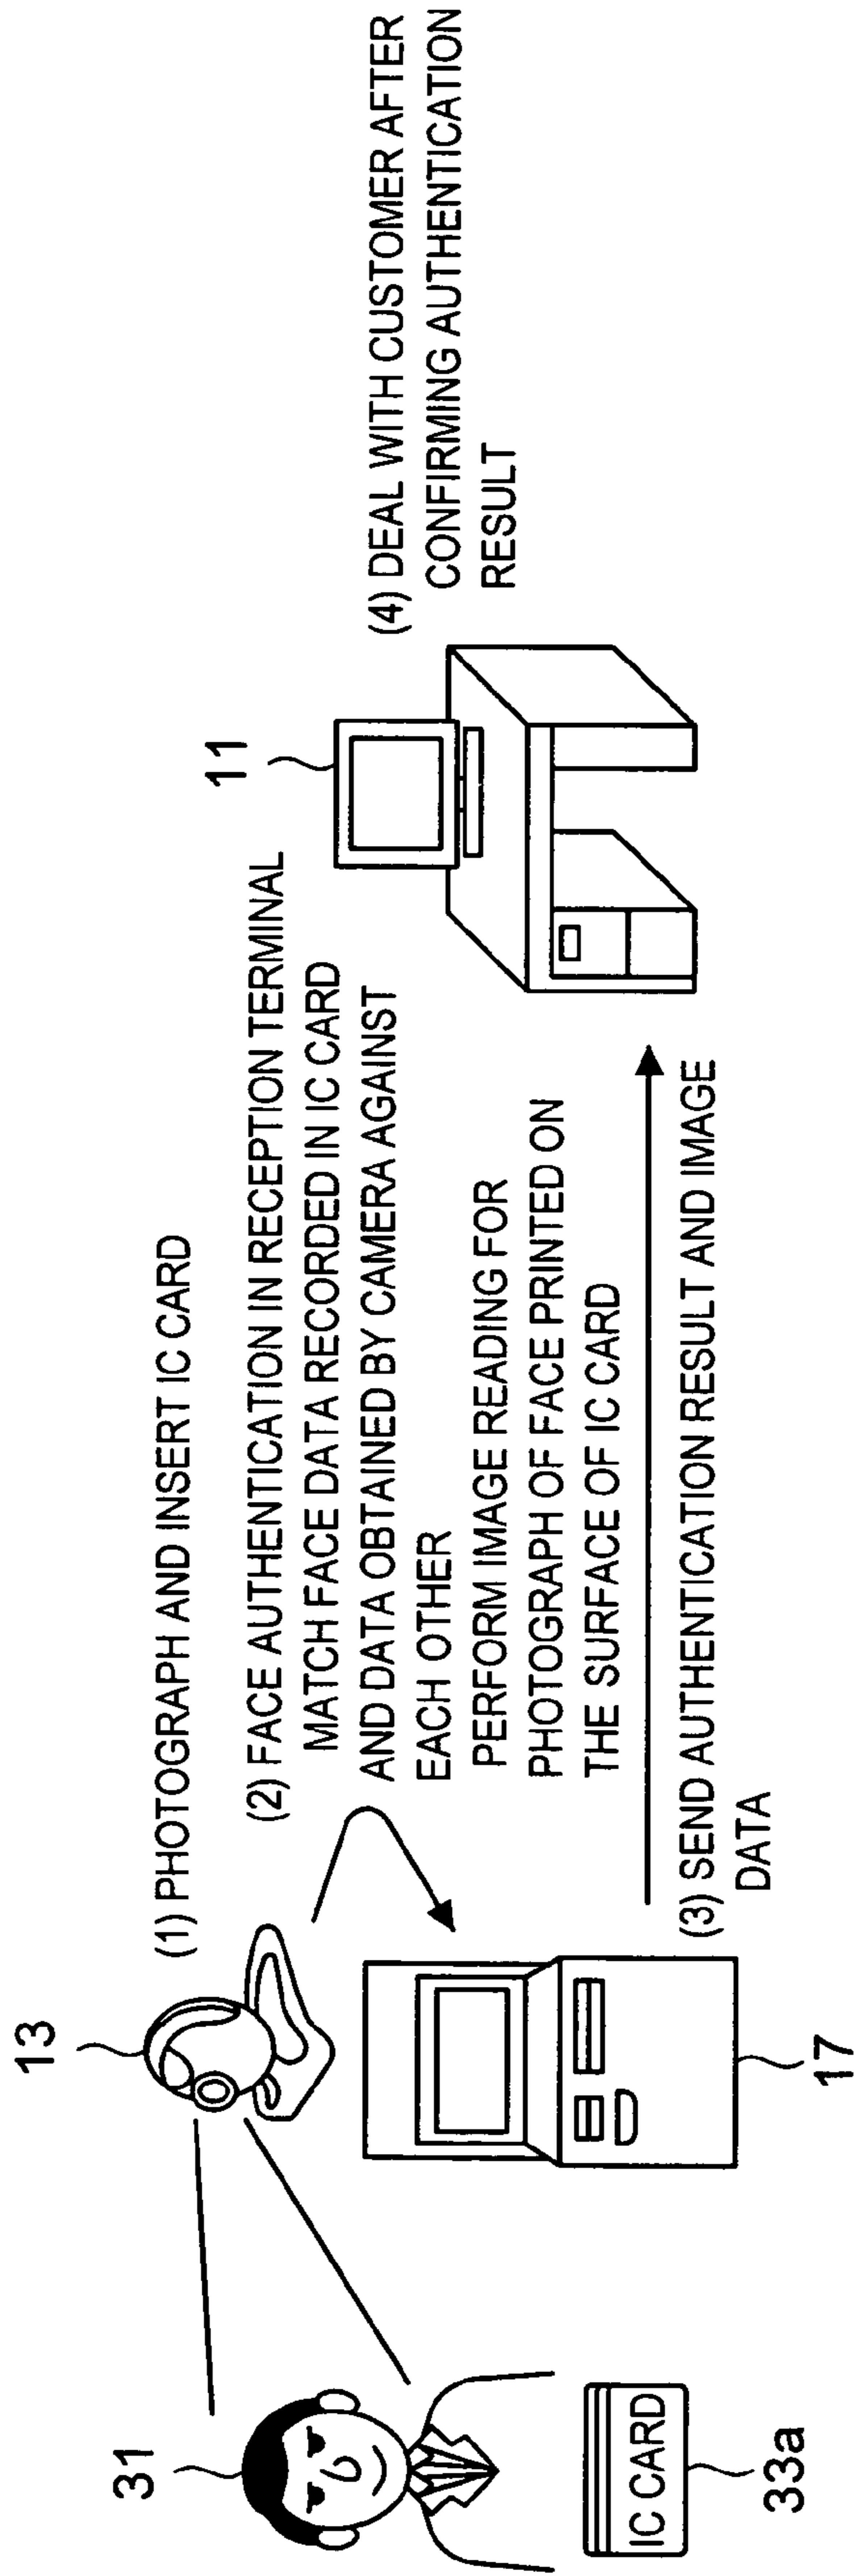 (1) PHOTOGRAPH AND INSERT IC CARD
(2) FACE AUTHENTICATION IN RECEPTION TERMINAL
MATCH FACE DATA RECORDED IN IC CARD
AND DATA OBTAINED BY CAMERA AGAINST
EACH OTHER
PERFORM IMAGE READING FOR
PHOTOGRAPH OF FACE PRINTED ON
THE SURFACE OF IC CARD
(3) SEND AUTHENTICATION RESULT AND IMAGE
DATA
(4) DEAL WITH CUSTOMER AFTER
CONFIRMING AUTHENTICATION
RESULT
31
13
11
17
IC CARD
33a